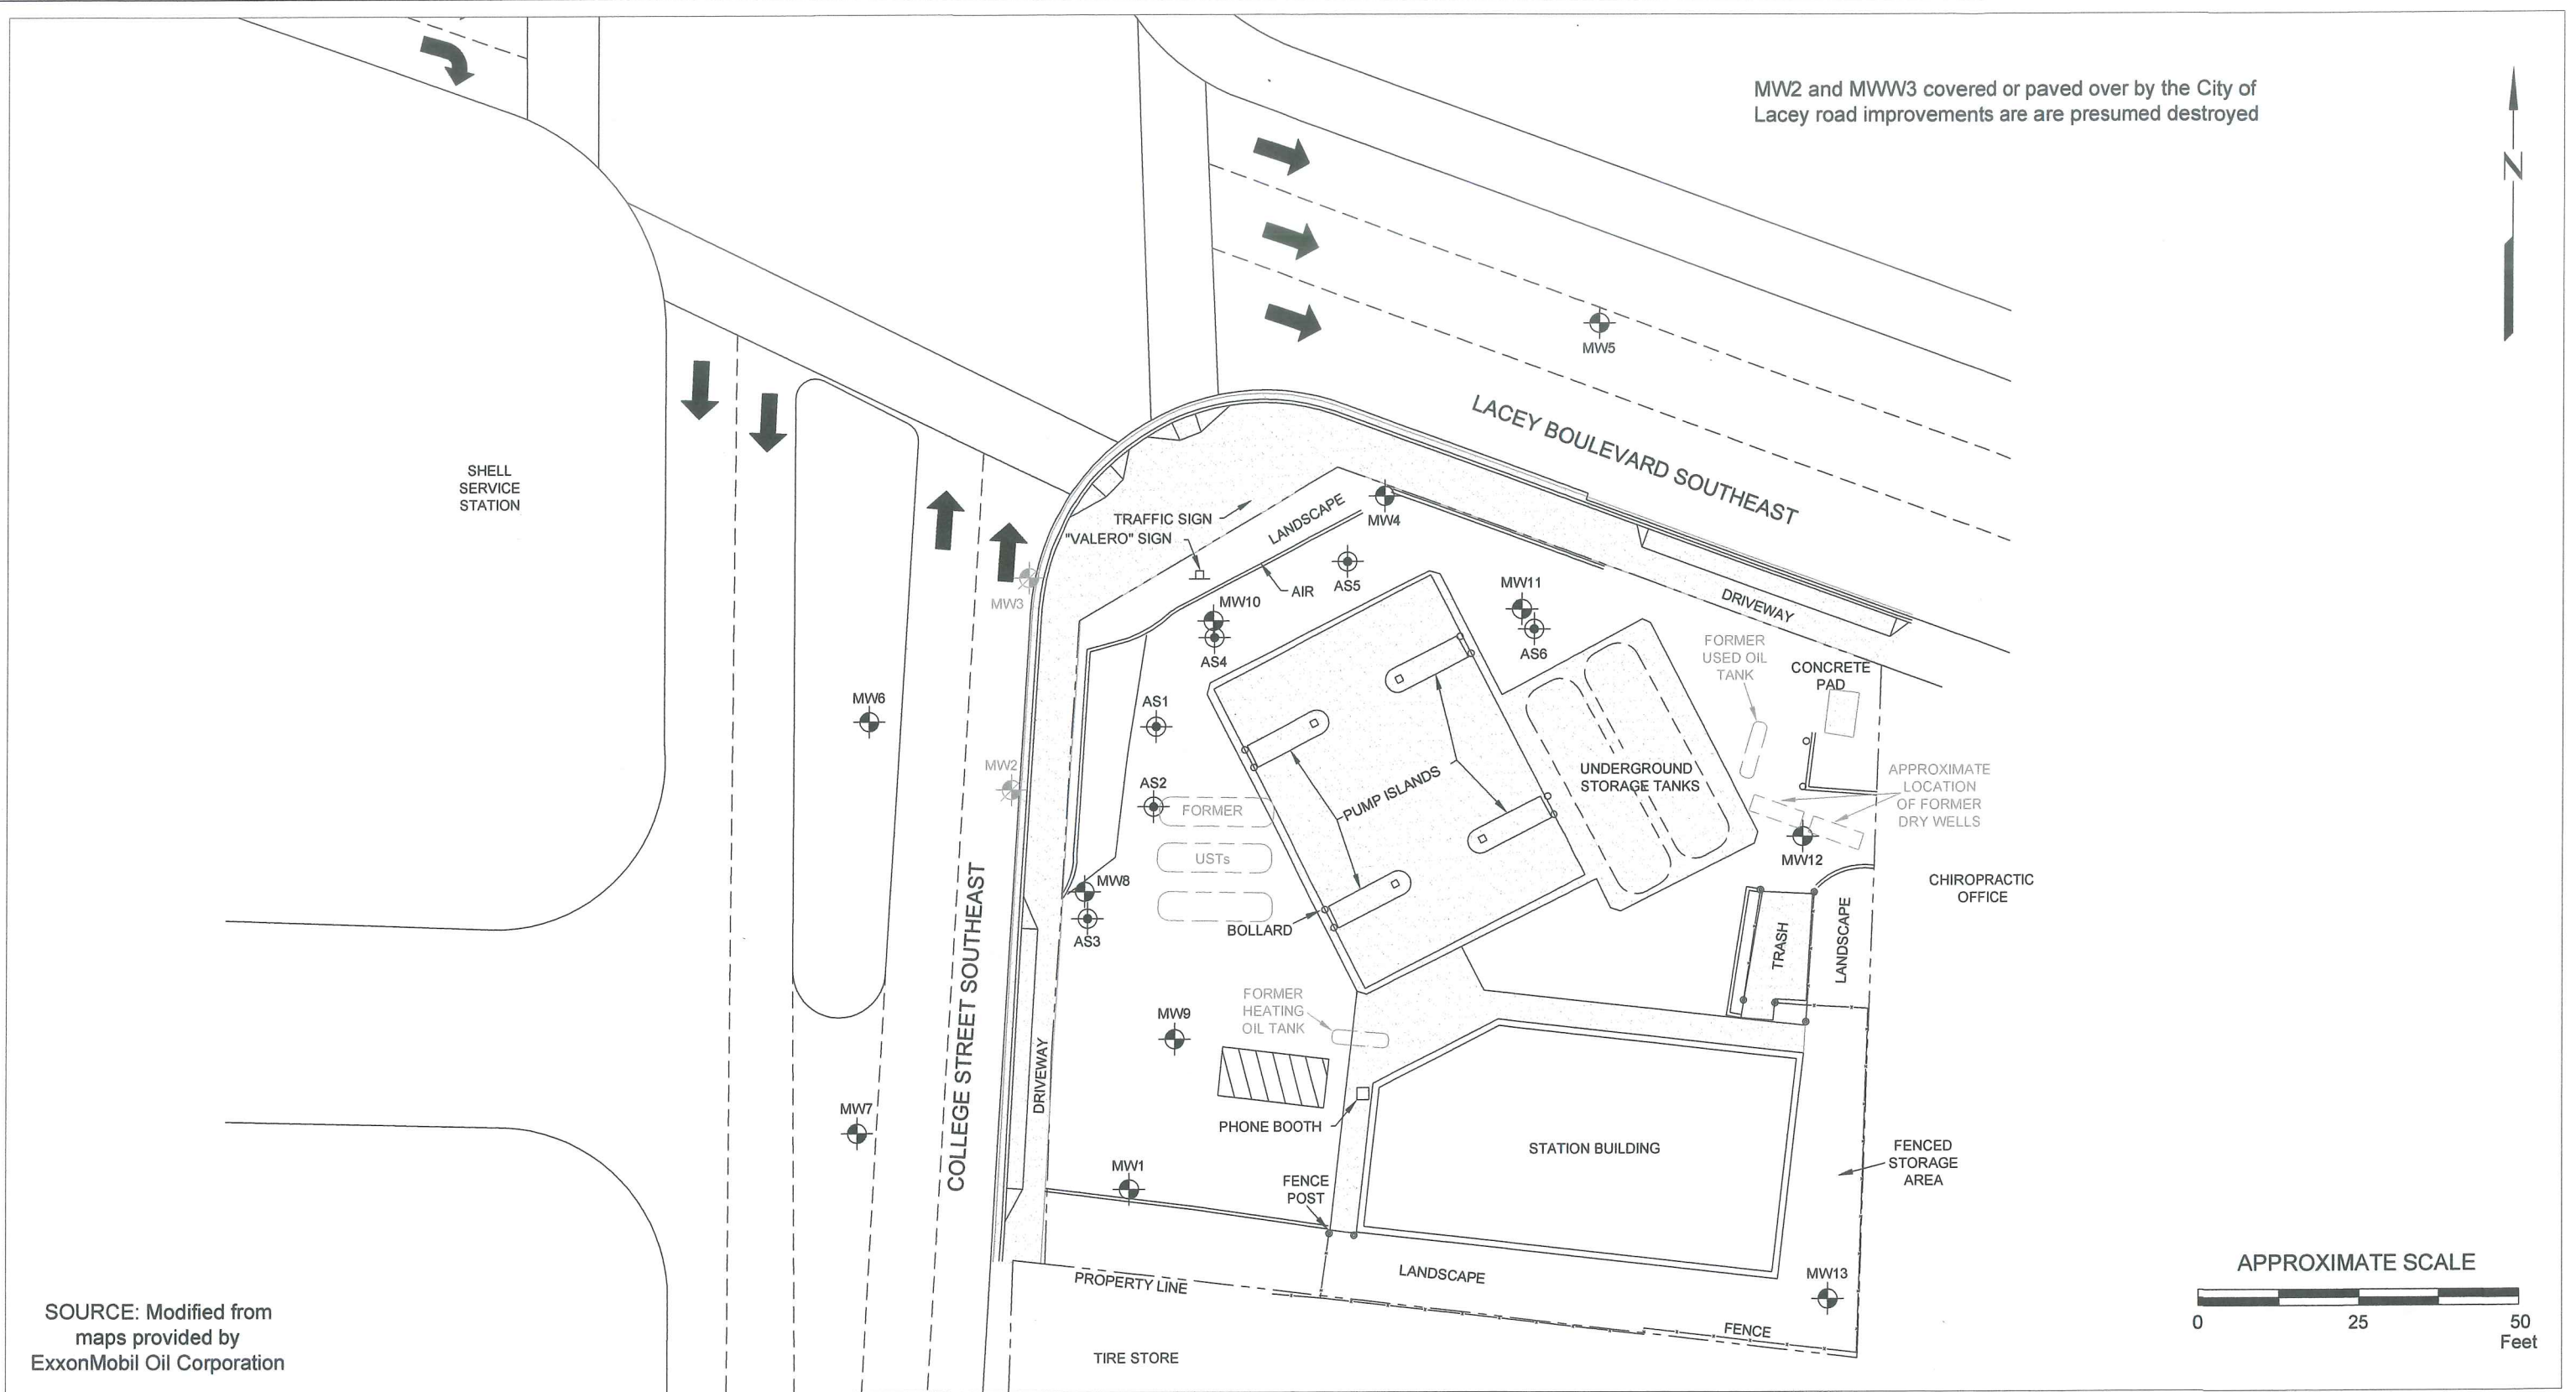 MW2 and MWW3 covered or paved over by the City of
Lacey road improvements are are presumed destroyed
N
MW5
LACEY BOULEVARD SOUTHEAST
SHELL
SERVICE
STATION
TRAFFIC SIGN
"VALERO" SIGN
LANDSCAPE
MW4
AIR
AS5
MW3
MW10
AS4
MW11
AS6
DRIVEWAY
FORMER
USED OIL
TANK
CONCRETE
PAD
MW6
AS1
MW2
AS2
FORMER
USTs
PUMP ISLANDS
UNDERGROUND
STORAGE TANKS
APPROXIMATE
LOCATION
OF FORMER
DRY WELLS
MW12
MW8
AS3
BOLLARD
CHIROPRACTIC
OFFICE
TRASH
LANDSCAPE
COLLEGE STREET SOUTHEAST
DRIVEWAY
MW9
FORMER
HEATING
OIL TANK
MW7
PHONE BOOTH
STATION BUILDING
FENCED
STORAGE
AREA
MW1
FENCE
POST
PROPERTY LINE
LANDSCAPE
MW13
FENCE
TIRE STORE
SOURCE: Modified from
maps provided by
ExxonMobil Oil Corporation
APPROXIMATE SCALE
0 25 50
Feet